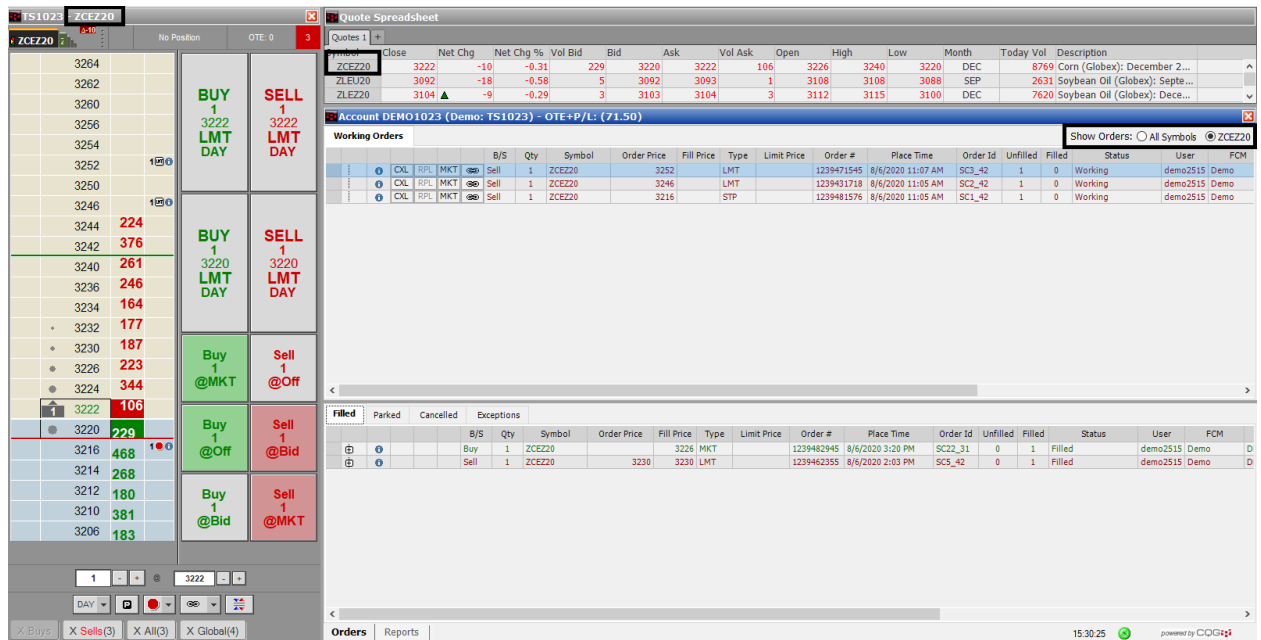 TS1023 - ZCEZ20
ZCEZ20 Δ-10 No Position OTE: 0 3
3264
3262
3260
3256
3254
3252 1 LMT
3250
3246 1 LMT
3244 224
3242 376
3240 261
3236 246
3234 164
3232 177
3230 187
3226 223
3224 344
1 3222 106
3220 229
3216 468 1
3214 268
3212 180
3210 381
3206 183
BUY
1
3222
LMT
DAY
SELL
1
3222
LMT
DAY
BUY
1
3220
LMT
DAY
SELL
1
3220
LMT
DAY
Buy
1
@MKT
Sell
1
@Off
Buy
1
@Off
Sell
1
@Bid
Buy
1
@Bid
Sell
1
@MKT
1 - + @ 3222 - +
DAY P
X Buys X Sells(3) X All(3) X Global(4)
Quote Spreadsheet
Quotes 1 +
Symbol Close Net Chg Net Chg % Vol Bid Bid Ask Vol Ask Open High Low Month Today Vol Description
ZCEZ20 3222 -10 -0.31 229 3220 3222 106 3226 3240 3220 DEC 8769 Corn (Globex): December 2...
ZLEU20 3092 -18 -0.58 5 3092 3093 1 3108 3108 3088 SEP 2631 Soybean Oil (Globex): Septe...
ZLEZ20 3104 ▲ -9 -0.29 3 3103 3104 3 3112 3115 3100 DEC 7620 Soybean Oil (Globex): Dece...
Account DEMO1023 (Demo: TS1023) - OTE+P/L: (71.50)
Working Orders Show Orders: All Symbols ZCEZ20
B/S Qty Symbol Order Price Fill Price Type Limit Price Order # Place Time Order Id Unfilled Filled Status User FCM
CXL RPL MKT Sell 1 ZCEZ20 3252 LMT 1239471545 8/6/2020 11:07 AM SC3_42 1 0 Working demo2515 Demo
CXL RPL MKT Sell 1 ZCEZ20 3246 LMT 1239431718 8/6/2020 11:05 AM SC2_42 1 0 Working demo2515 Demo
CXL RPL MKT Sell 1 ZCEZ20 3216 STP 1239481576 8/6/2020 11:05 AM SC1_42 1 0 Working demo2515 Demo
Filled Parked Cancelled Exceptions
B/S Qty Symbol Order Price Fill Price Type Limit Price Order # Place Time Order Id Unfilled Filled Status User FCM
Buy 1 ZCEZ20 3226 MKT 1239482945 8/6/2020 3:20 PM SC22_31 0 1 Filled demo2515 Demo D
Sell 1 ZCEZ20 3230 3230 LMT 1239462355 8/6/2020 2:03 PM SC5_42 0 1 Filled demo2515 Demo D
Orders Reports 15:30:25 powered by CQG